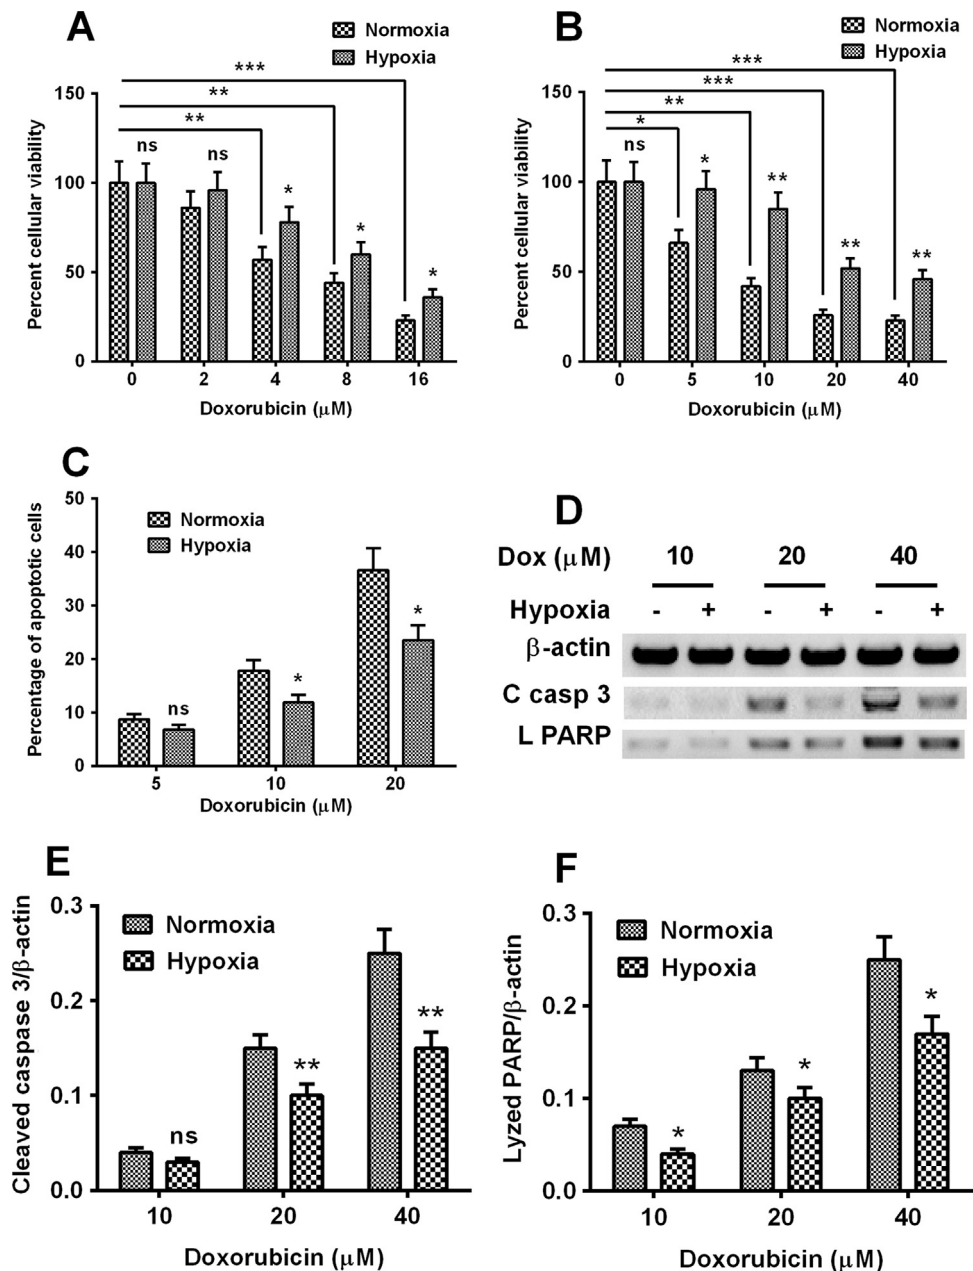 A
Normoxia
Hypoxia
***
**
**
ns
ns
*
*
*
150
100
50
0
Percent cellular viability
0 2 4 8 16
Doxorubicin (μM)
B
Normoxia
Hypoxia
***
***
**
*
ns
*
**
**
**
150
100
50
0
Percent cellular viability
0 5 10 20 40
Doxorubicin (μM)
C
Normoxia
Hypoxia
50
40
30
20
10
0
Percentage of apoptotic cells
ns
*
*
5 10 20
Doxorubicin (μM)
D
Dox (μM) 10 20 40
Hypoxia - + - + - +
β-actin
C casp 3
L PARP
E
Normoxia
Hypoxia
0.3
0.2
0.1
0.0
Cleaved caspase 3/β-actin
ns
**
**
10 20 40
Doxorubicin (μM)
F
Normoxia
Hypoxia
0.3
0.2
0.1
0.0
Lyzed PARP/β-actin
*
*
*
10 20 40
Doxorubicin (μM)